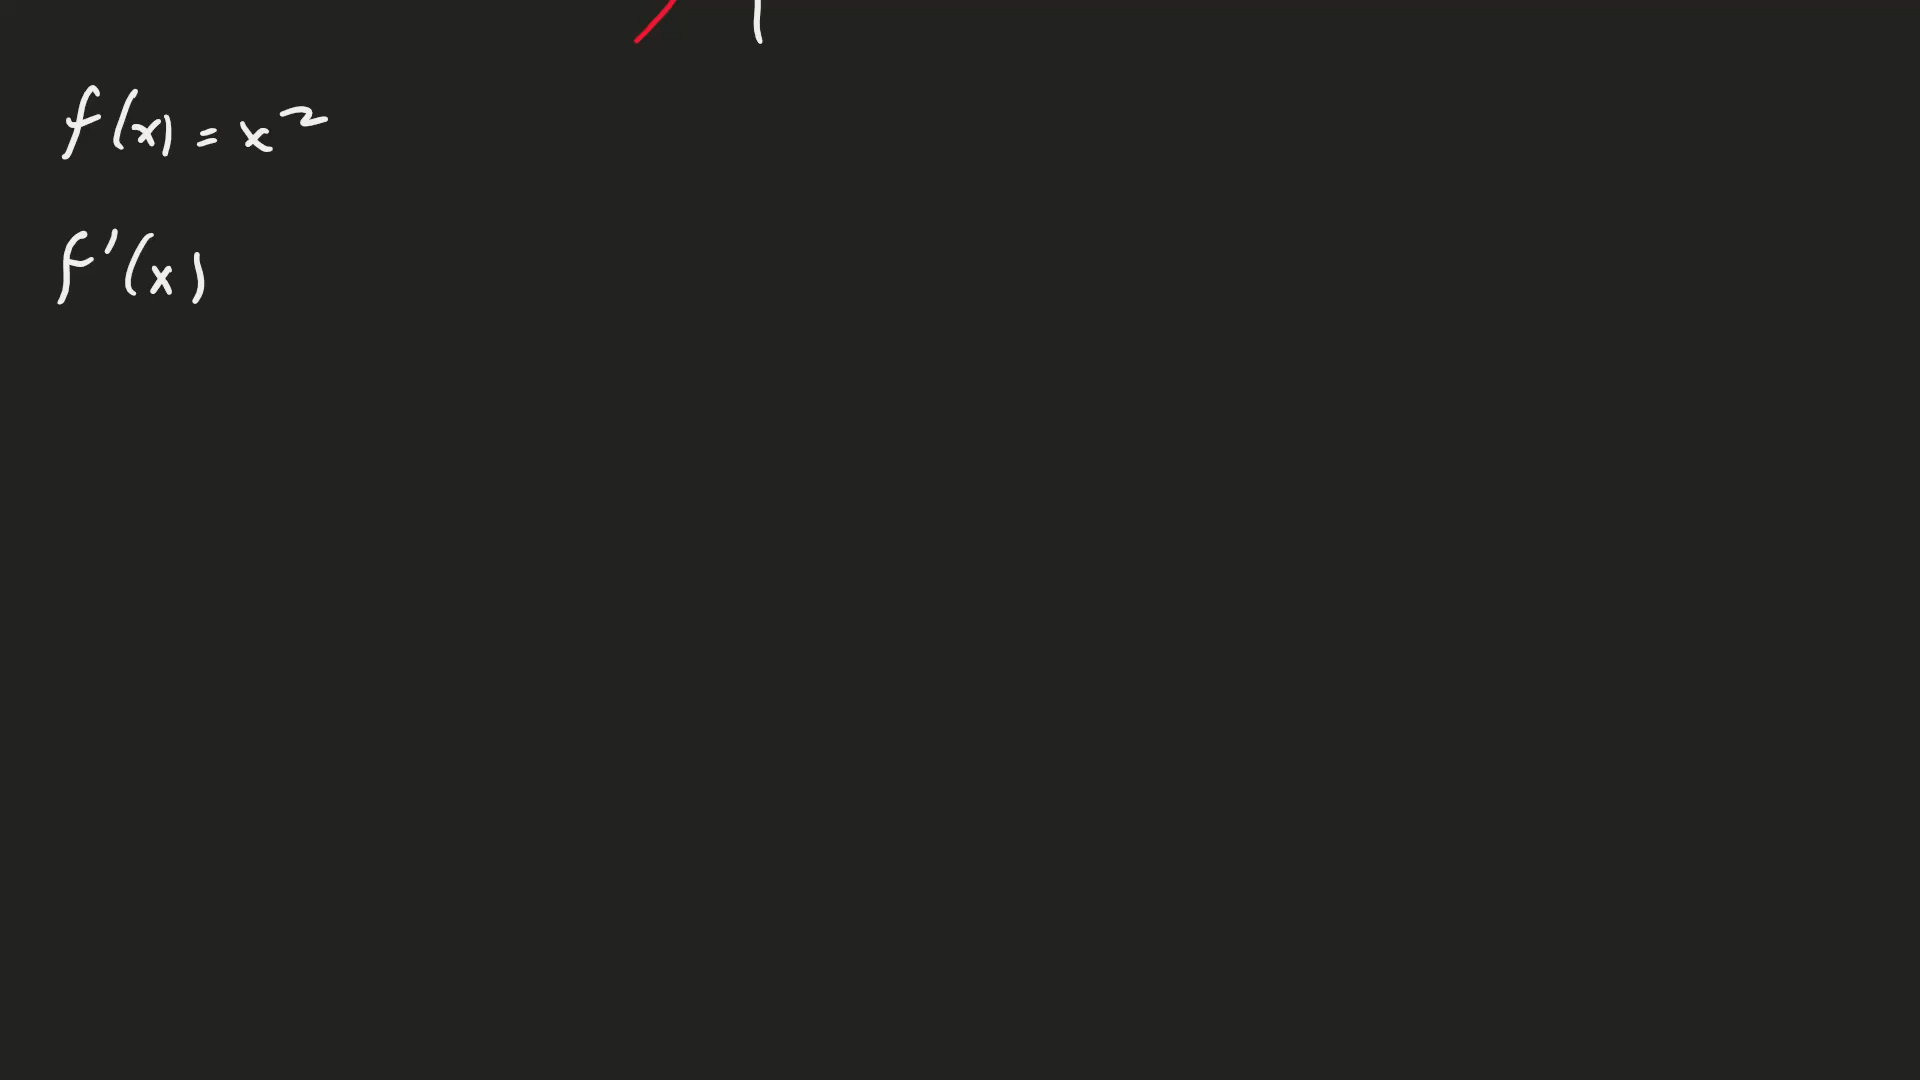 f(x) = x²
f'(x)